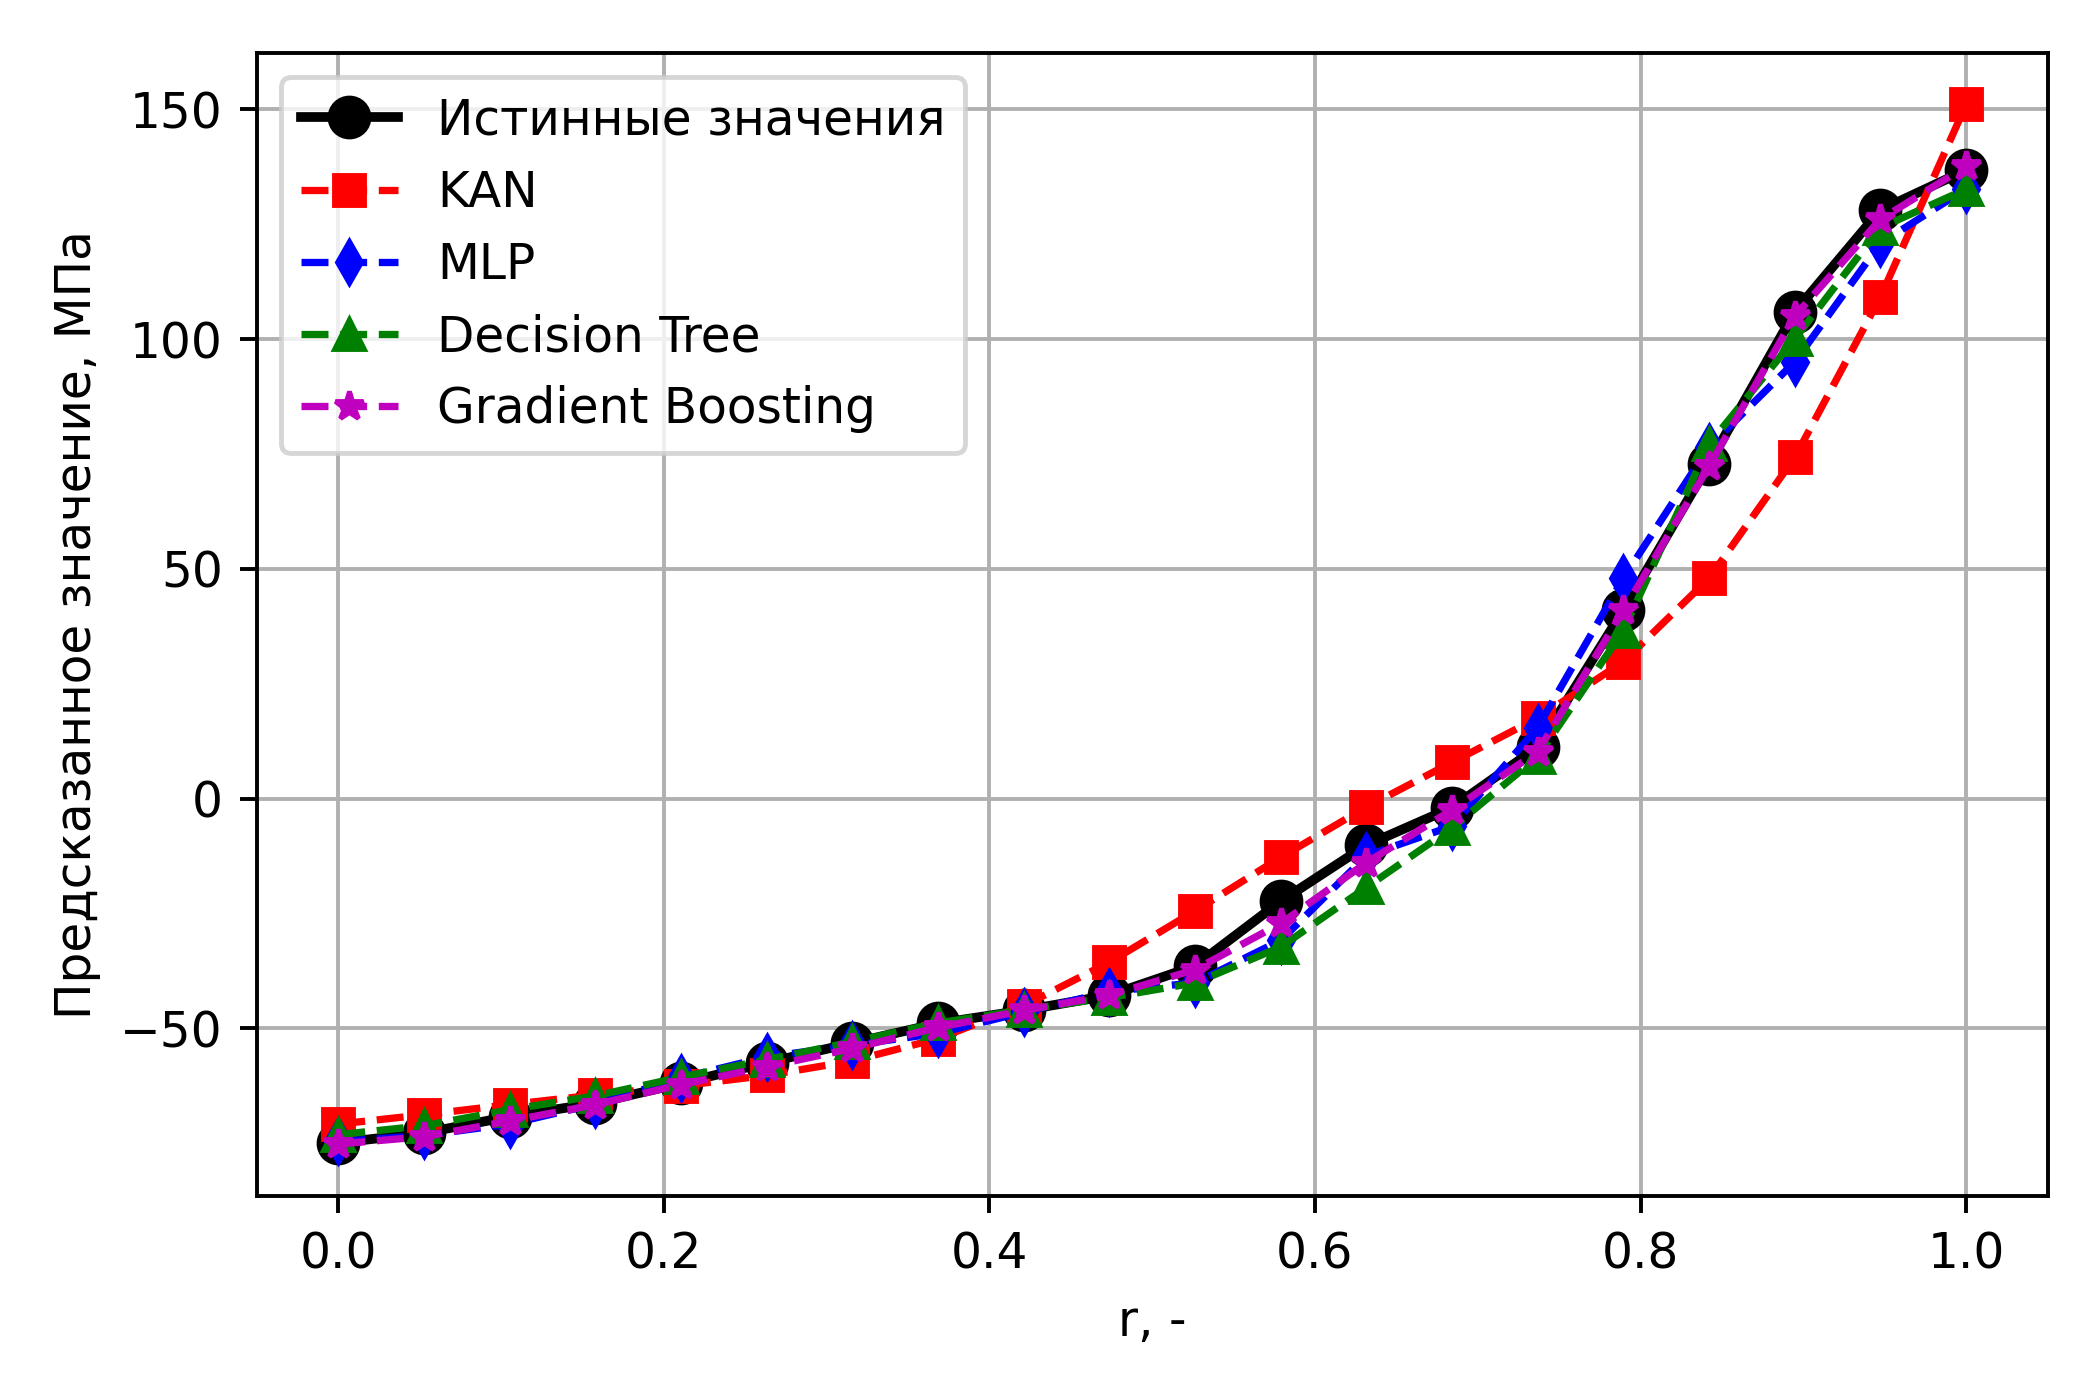 Предсказанное значение, МПа
150
100
50
0
−50
Истинные значения
KAN
MLP
Decision Tree
Gradient Boosting
0.0 0.2 0.4 0.6 0.8 1.0
r, -